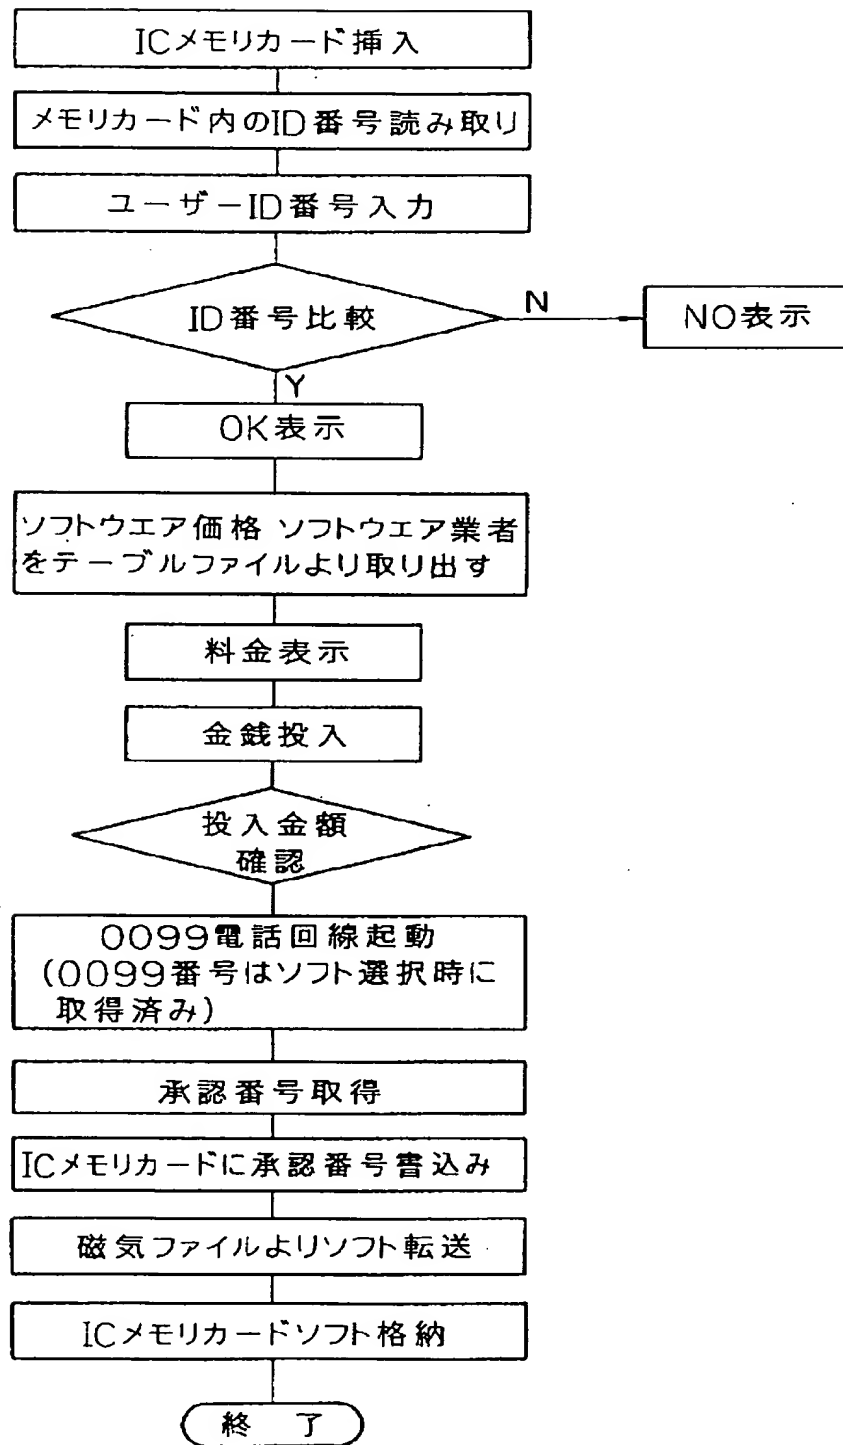 ICメモリカード挿入
メモリカード内のID番号読み取り
ユーザーID番号入力
ID番号比較
N
NO表示
Y
OK表示
ソフトウエア価格 ソフトウエア業者
をテーブルファイルより取り出す
料金表示
金銭投入
投入金額
確認
0099電話回線起動
(0099番号はソフト選択時に
取得済み)
承認番号取得
ICメモリカードに承認番号書込み
磁気ファイルよりソフト転送
ICメモリカードソフト格納
終 了